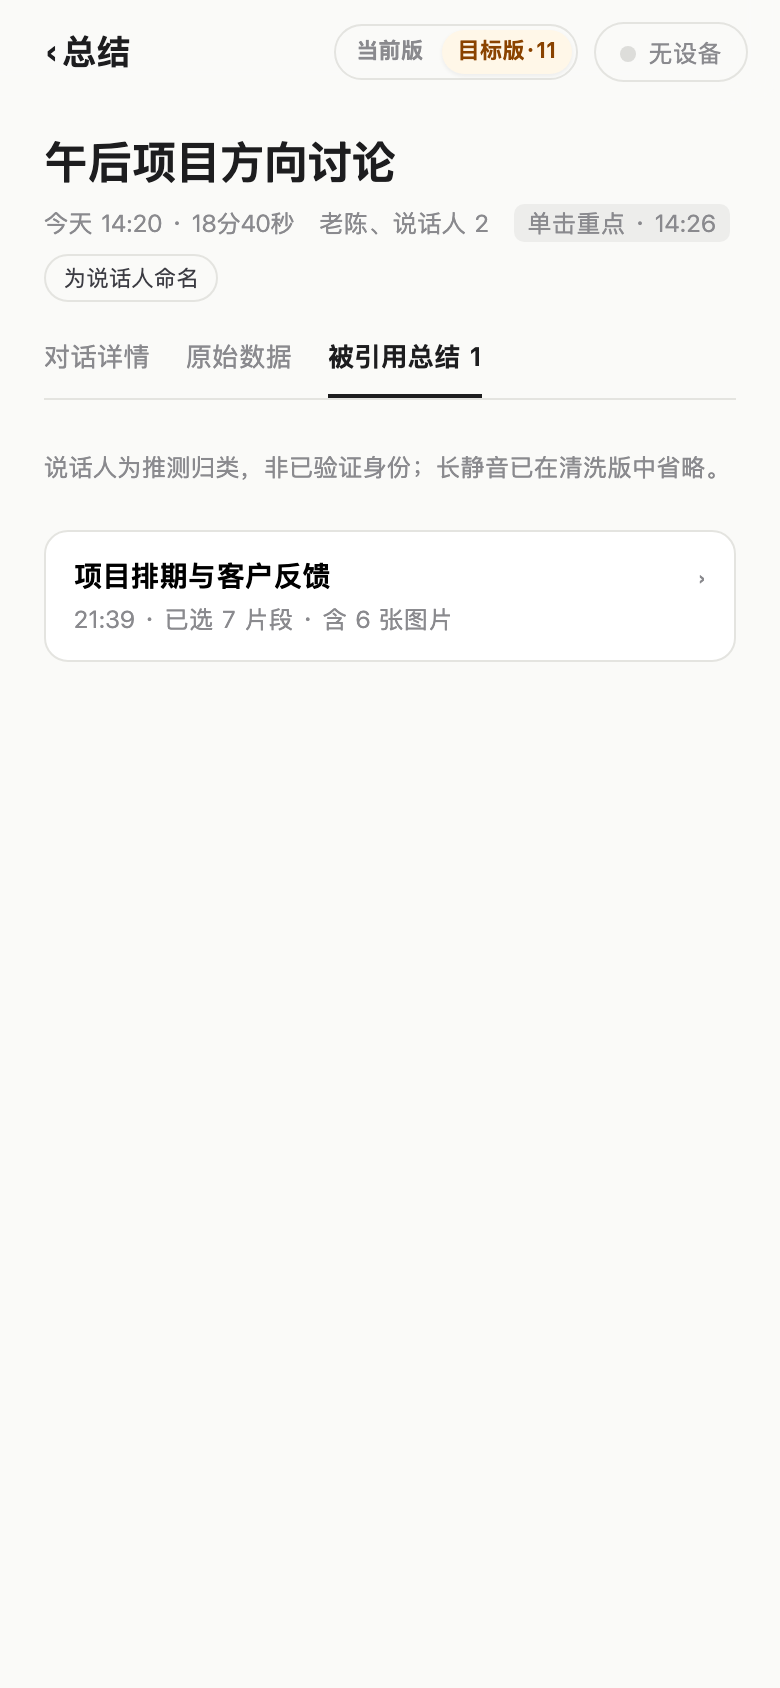 ‹ 总结
当前版 目标版·11 无设备
午后项目方向讨论
今天 14:20 · 18分40秒 老陈、说话人 2 单击重点 · 14:26
为说话人命名
对话详情 原始数据 被引用总结 1
说话人为推测归类，非已验证身份；长静音已在清洗版中省略。
项目排期与客户反馈 ›
21:39 · 已选 7 片段 · 含 6 张图片